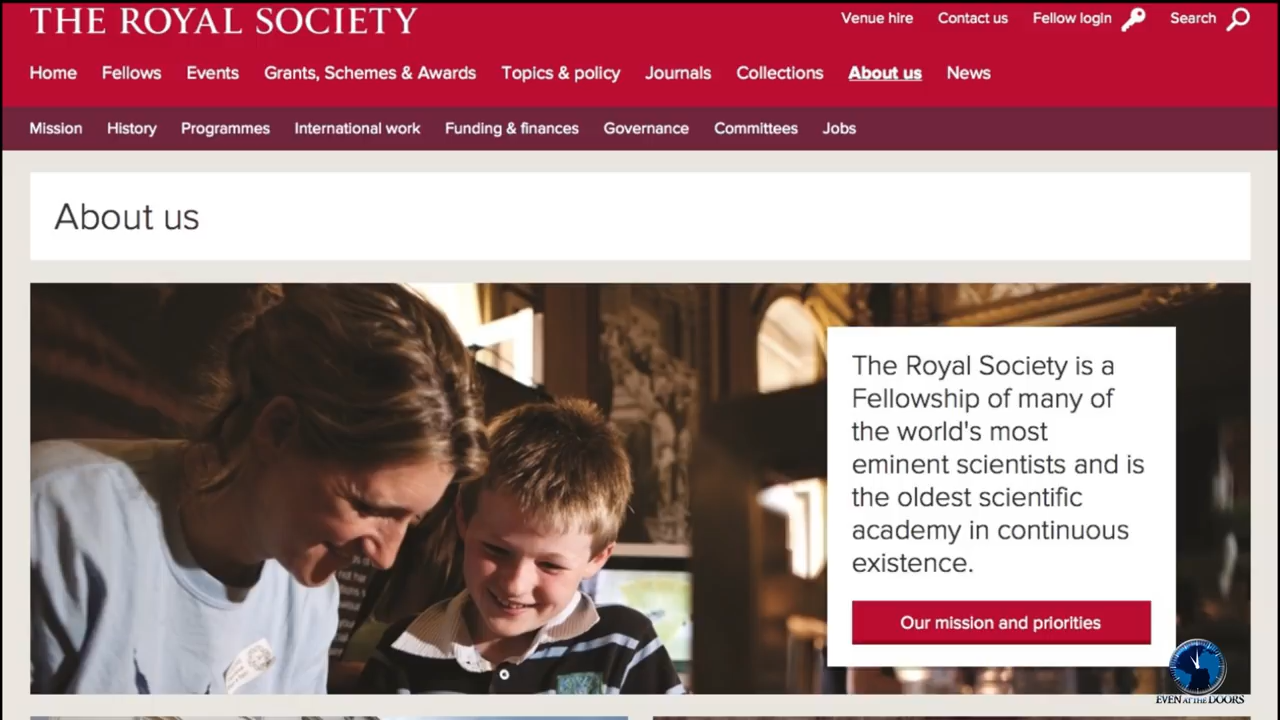 THE ROYAL SOCIETY
Venue hire Contact us Fellow login Search
Home Fellows Events Grants, Schemes & Awards Topics & policy Journals Collections About us News
Mission History Programmes International work Funding & finances Governance Committees Jobs
About us
The Royal Society is a
Fellowship of many of
the world's most
eminent scientists and is
the oldest scientific
academy in continuous
existence.
Our mission and priorities
EVEN AT THE DOORS